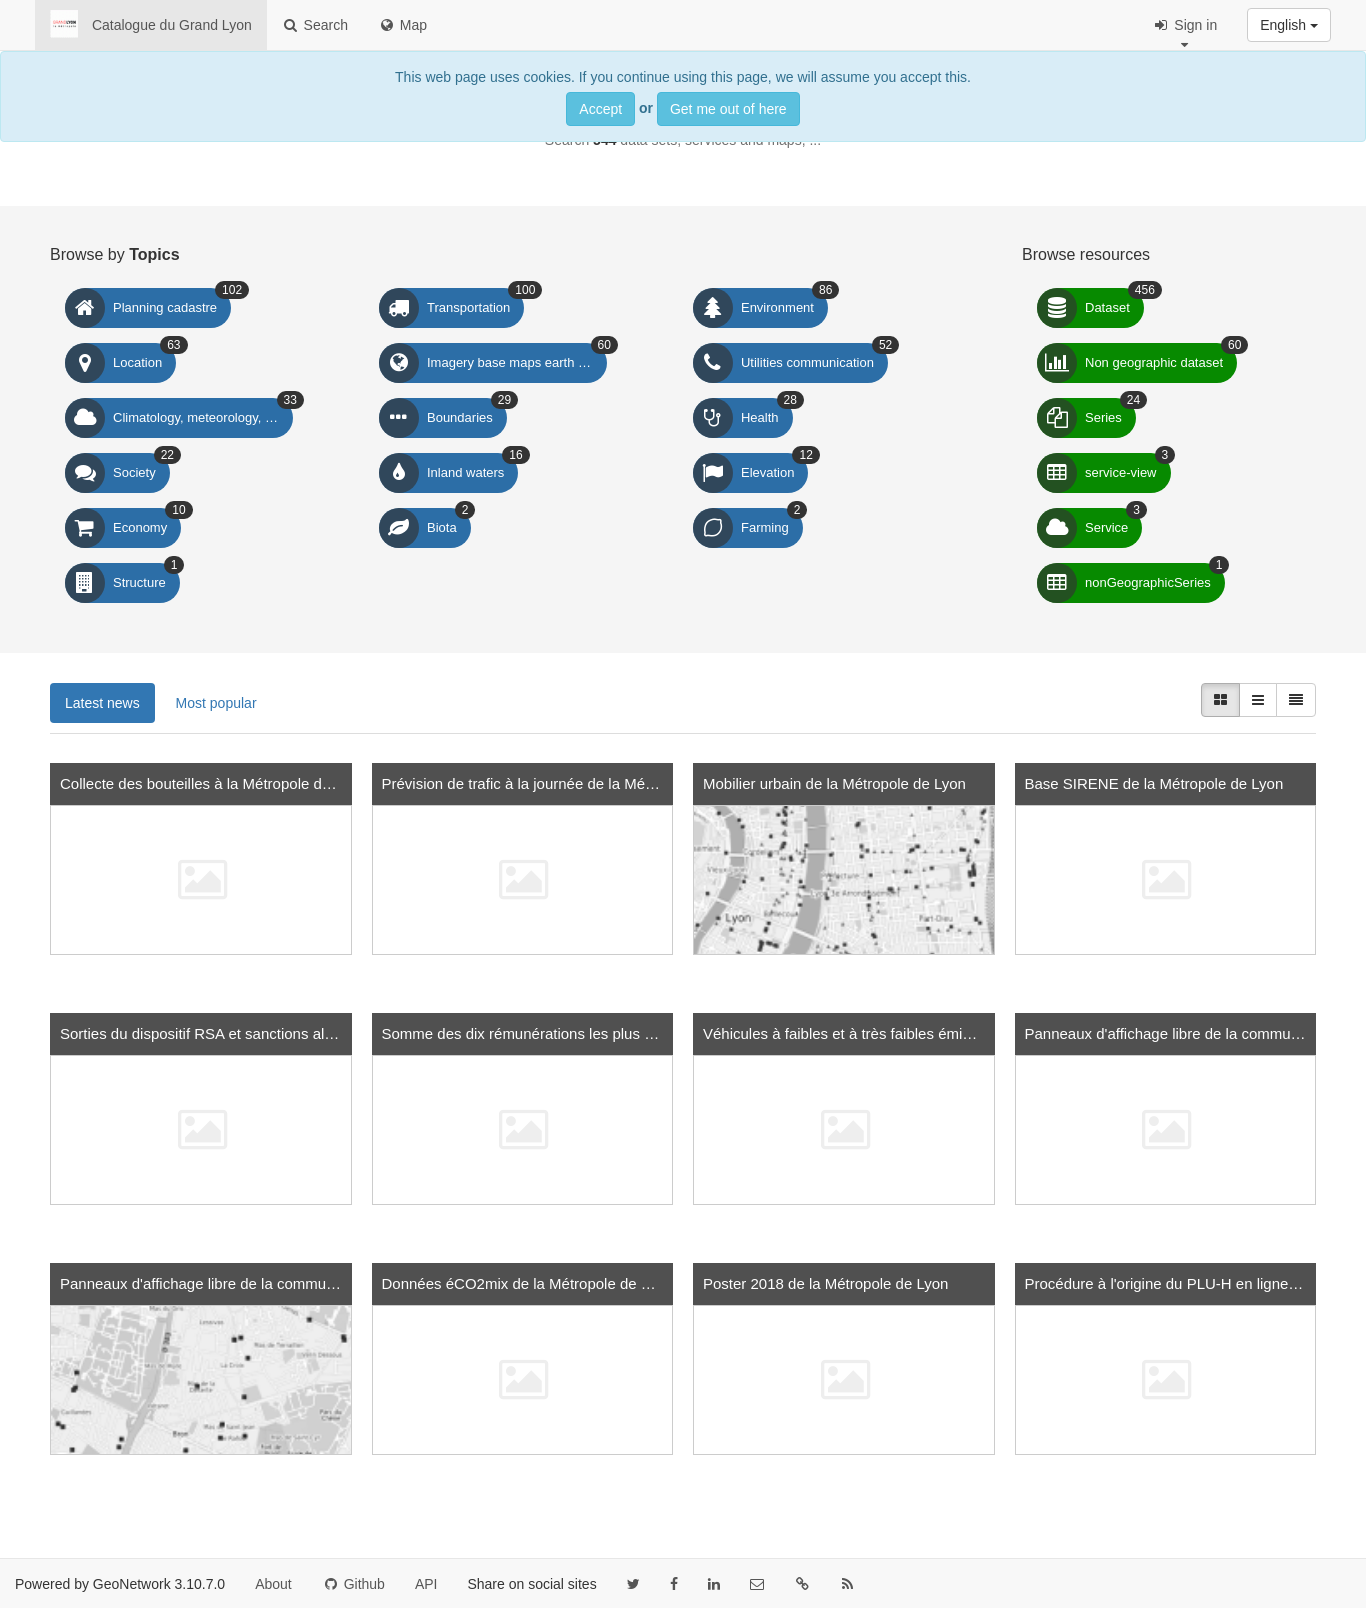 Catalogue du Grand Lyon Search Map Sign in English
This web page uses cookies. If you continue using this page, we will assume you accept this.
Accept or Get me out of here
Search 544 data sets, services and maps, ...
Browse by Topics
Planning cadastre 102
Transportation 100
Environment 86
Location 63
Imagery base maps earth … 60
Utilities communication 52
Climatology, meteorology, … 33
Boundaries 29
Health 28
Society 22
Inland waters 16
Elevation 12
Economy 10
Biota 2
Farming 2
Structure 1
Browse resources
Dataset 456
Non geographic dataset 60
Series 24
service-view 3
Service 3
nonGeographicSeries 1
Latest news Most popular
Collecte des bouteilles à la Métropole d…
Prévision de trafic à la journée de la Mé…
Mobilier urbain de la Métropole de Lyon
Lyon
Part-Dieu
Base SIRENE de la Métropole de Lyon
Sorties du dispositif RSA et sanctions al…
Somme des dix rémunérations les plus …
Véhicules à faibles et à très faibles émi…
Panneaux d'affichage libre de la commu…
Panneaux d'affichage libre de la commu…
Données éCO2mix de la Métropole de …
Poster 2018 de la Métropole de Lyon
Procédure à l'origine du PLU-H en ligne…
Powered by GeoNetwork 3.10.7.0 About Github API Share on social sites